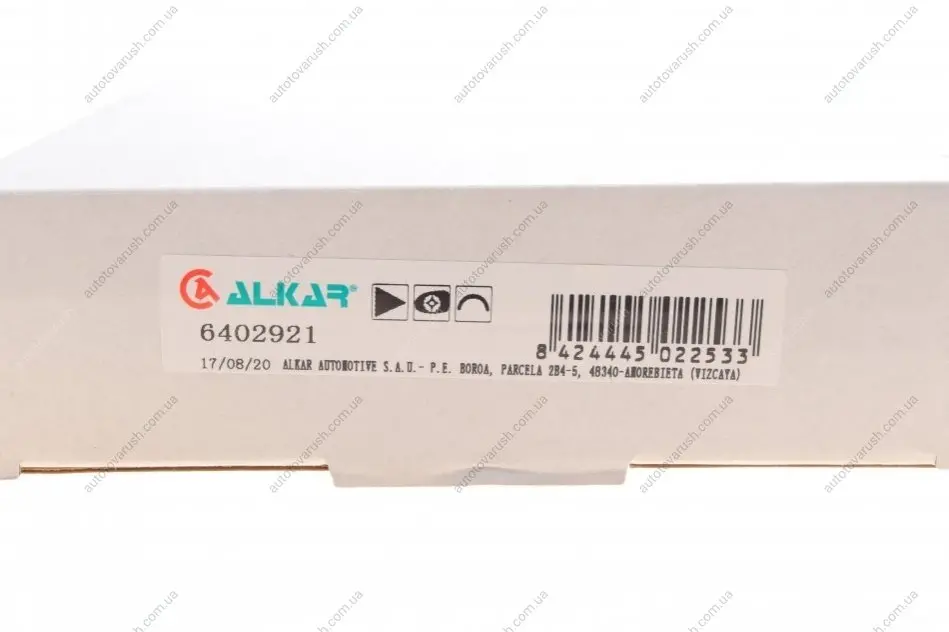 ALKAR®
6402921
8 424445 022533
17/08/20 ALKAR AUTOMOTIVE S.A.U.- P.E. BOROA, PARCELA 2B4-5, 48340-AMOREBIETA (VIZCAYA)
autotovarush.com.ua